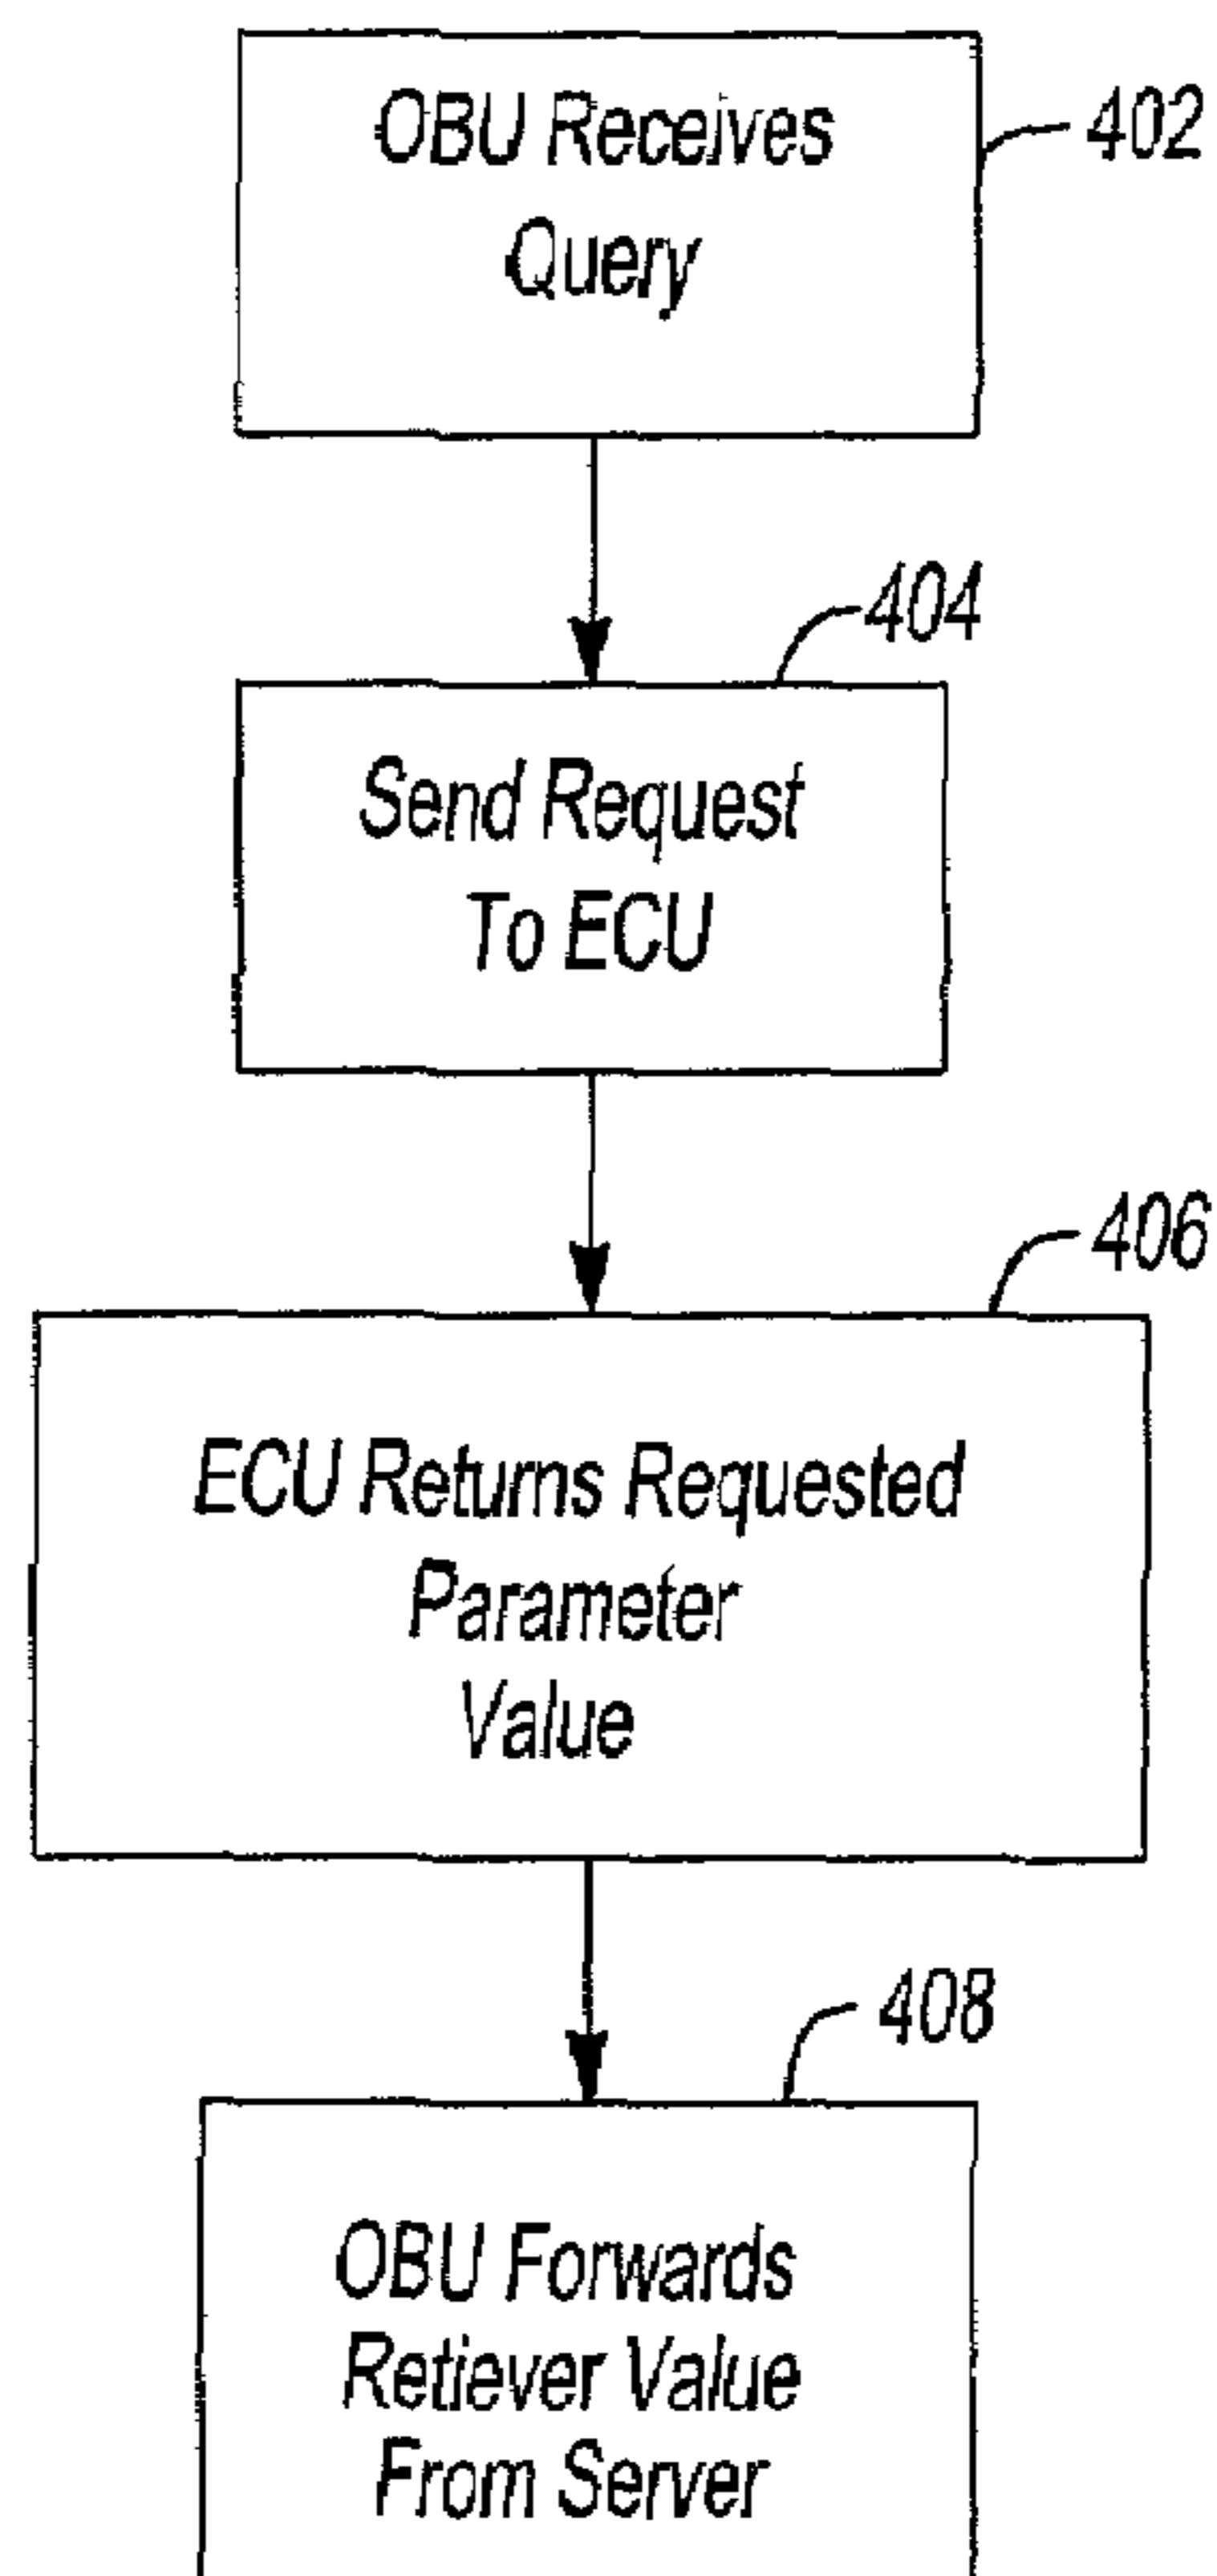 OBU Receives
Query
402
Send Request
To ECU
404
ECU Returns Requested
Parameter
Value
406
OBU Forwards
Retiever Value
From Server
408